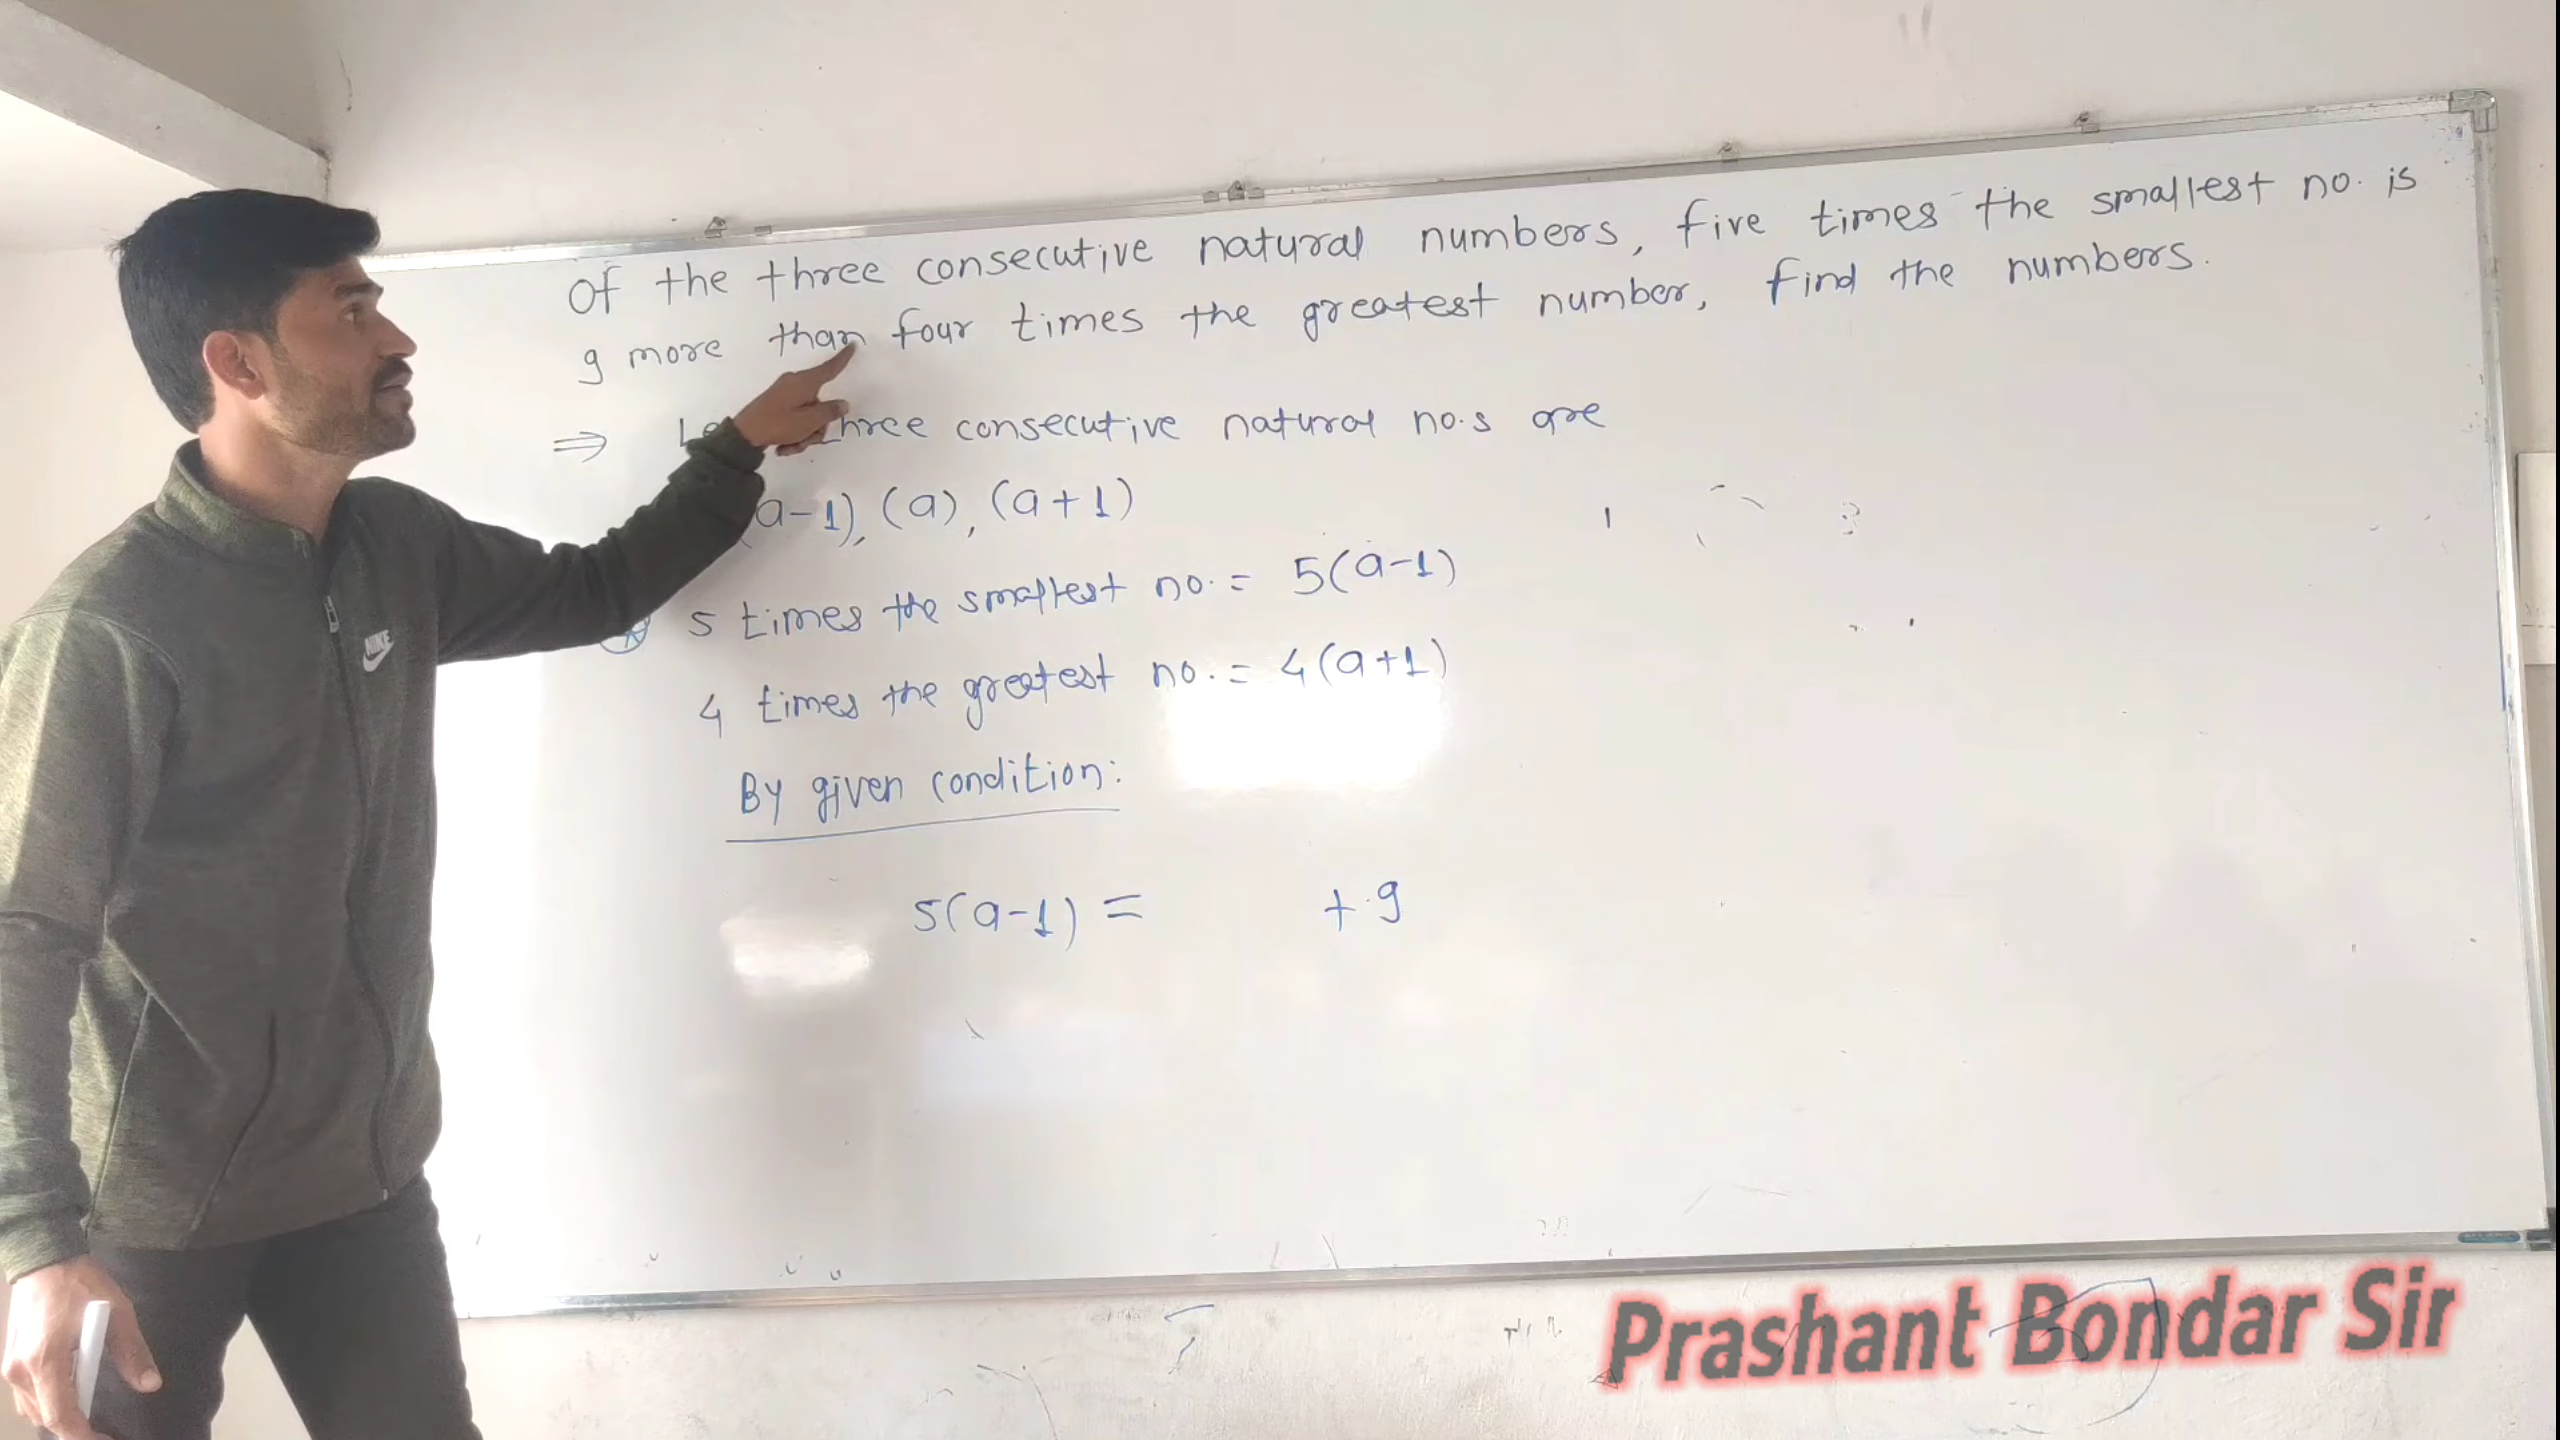 Of the three consecutive natural numbers, five times the smallest no. is
9 more than four times the greatest number, find the numbers.
⇒ three consecutive natural no.s are
(a-1), (a), (a+1)
5 times the smallest no. = 5(a-1)
4 times the greatest no. = 4(a+1)
By given condition:
5(a-1) = + 9
NIKE
Prashant Bondar Sir